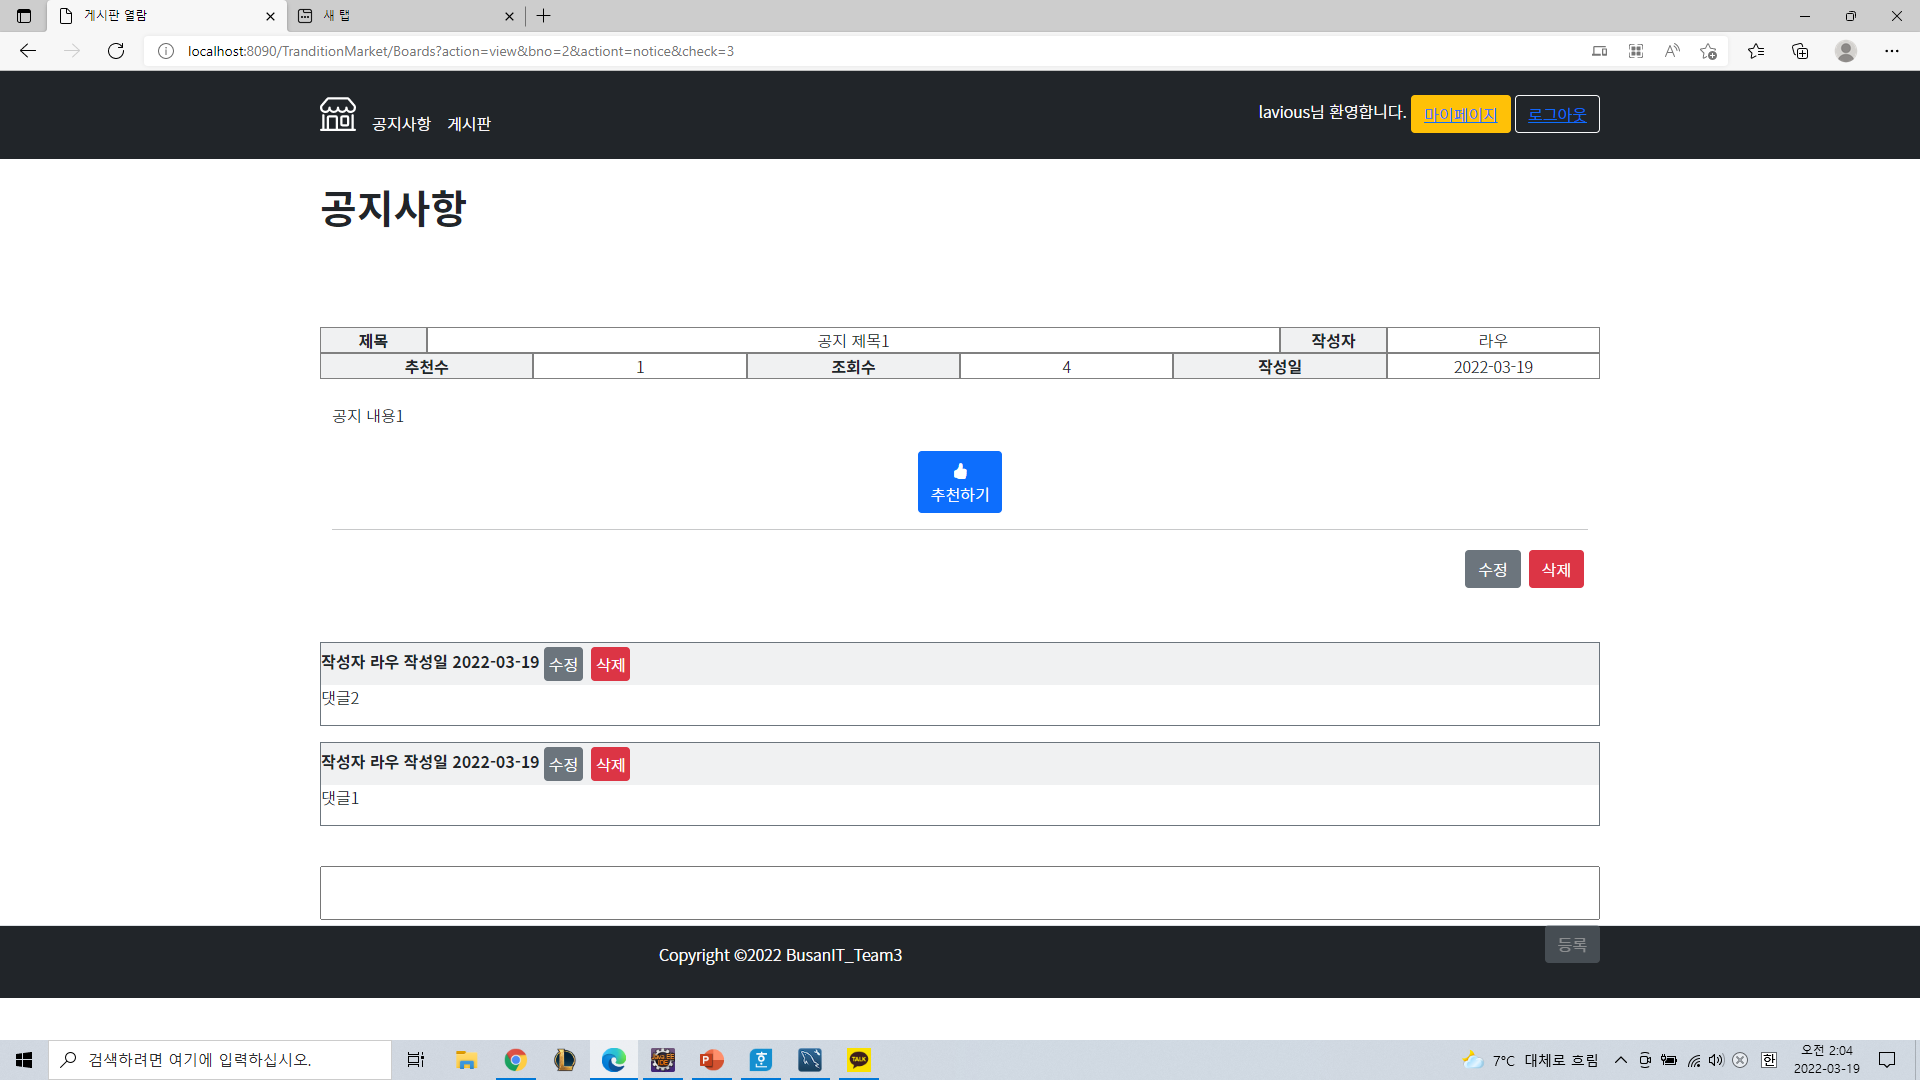 게시판 열람
새 탭
localhost:8090/TranditionMarket/Boards?action=view&bno=2&actiont=notice&check=3
공지사항 게시판
lavious님 환영합니다. 마이페이지 로그아웃
공지사항
제목 공지 제목1 작성자 라우
추천수 1 조회수 4 작성일 2022-03-19
공지 내용1
추천하기
수정 삭제
작성자 라우 작성일 2022-03-19 수정 삭제
댓글2
작성자 라우 작성일 2022-03-19 수정 삭제
댓글1
등록
Copyright ©2022 BusanIT_Team3
검색하려면 여기에 입력하십시오.
TALK
7°C 대체로 흐림
한
오전 2:04
2022-03-19